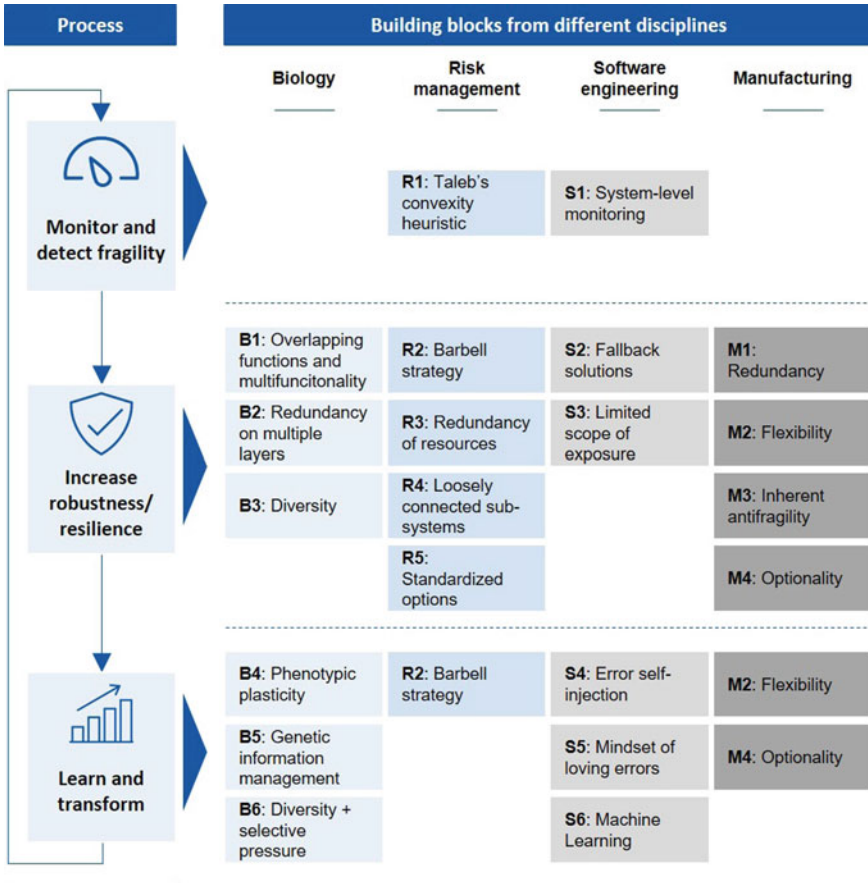 Process
Building blocks from different disciplines
Biology
Risk
management
Software
engineering
Manufacturing
Monitor and
detect fragility
R1: Taleb's
convexity
heuristic
S1: System-level
monitoring
Increase
robustness/
resilience
B1: Overlapping
functions and
multifuncitonality
R2: Barbell
strategy
S2: Fallback
solutions
M1:
Redundancy
B2: Redundancy
on multiple
layers
R3: Redundancy
of resources
S3: Limited
scope of
exposure
M2: Flexibility
B3: Diversity
R4: Loosely
connected sub-
systems
M3: Inherent
antifragility
R5:
Standardized
options
M4: Optionality
Learn and
transform
B4: Phenotypic
plasticity
R2: Barbell
strategy
S4: Error self-
injection
M2: Flexibility
B5: Genetic
information
management
S5: Mindset of
loving errors
M4: Optionality
B6: Diversity +
selective
pressure
S6: Machine
Learning